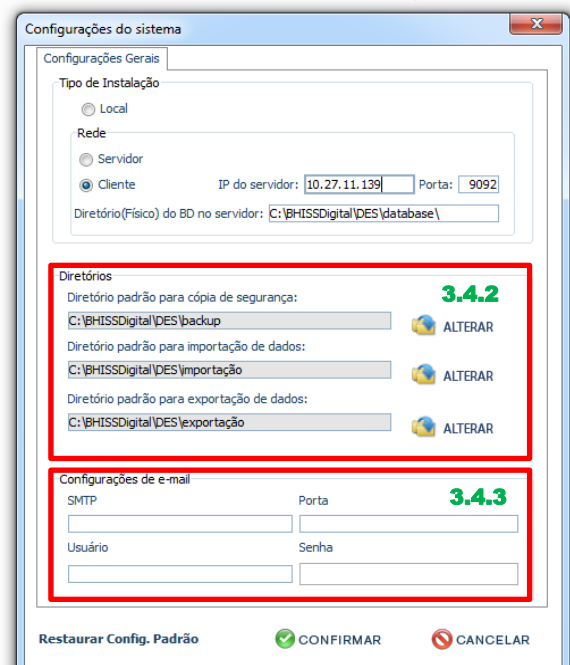 Configurações do sistema
Configurações Gerais
Tipo de Instalação
Local
Rede
Servidor
Cliente IP do servidor: 10.27.11.139 Porta: 9092
Diretório(Físico) do BD no servidor: C:\BHISSDigital\DES\database\
Diretórios
3.4.2
Diretório padrão para cópia de segurança:
C:\BHISSDigital\DES\backup ALTERAR
Diretório padrão para importação de dados:
C:\BHISSDigital\DES\importação ALTERAR
Diretório padrão para exportação de dados:
C:\BHISSDigital\DES\exportação ALTERAR
Configurações de e-mail
SMTP Porta 3.4.3
Usuário Senha
Restaurar Config. Padrão CONFIRMAR CANCELAR